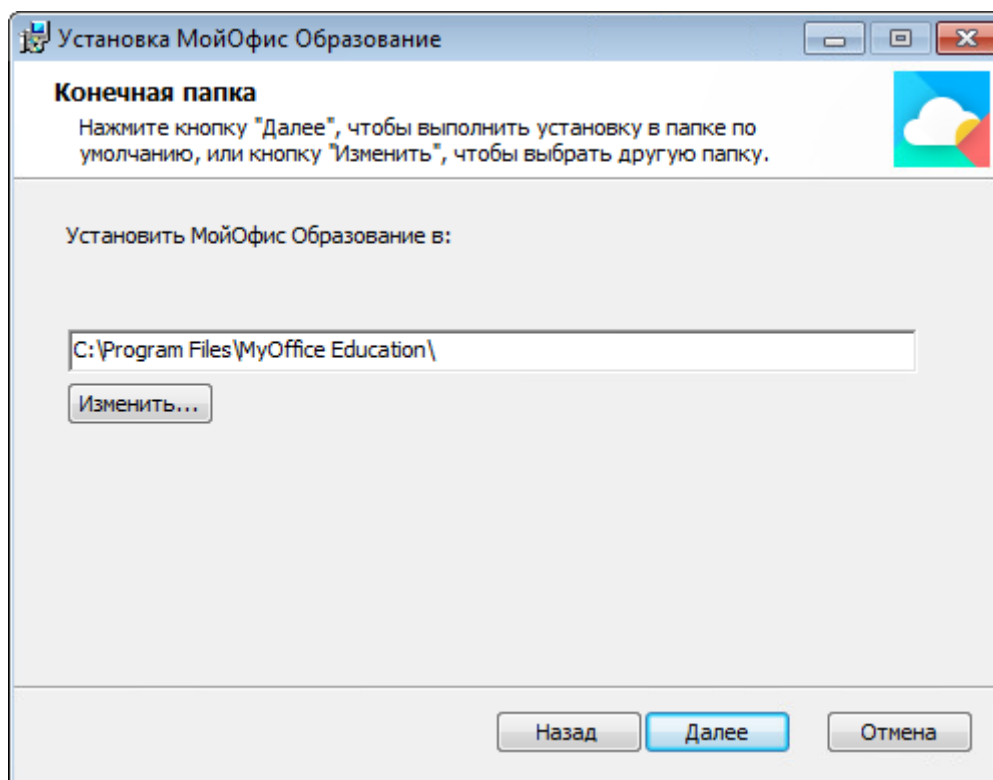 Установка МойОфис Образование
Конечная папка
Нажмите кнопку "Далее", чтобы выполнить установку в папке по
умолчанию, или кнопку "Изменить", чтобы выбрать другую папку.
Установить МойОфис Образование в:
C:\Program Files\MyOffice Education\
Изменить...
Назад
Далее
Отмена